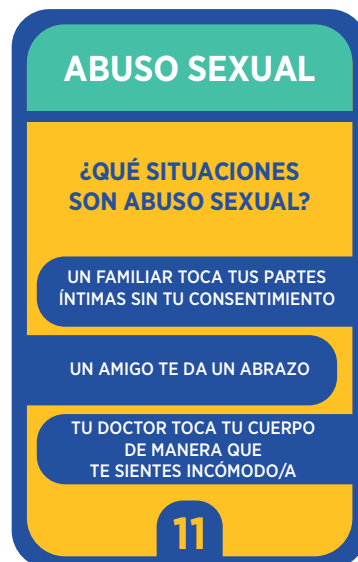 ABUSO SEXUAL
¿QUÉ SITUACIONES
SON ABUSO SEXUAL?
UN FAMILIAR TOCA TUS PARTES
ÍNTIMAS SIN TU CONSENTIMIENTO
UN AMIGO TE DA UN ABRAZO
TU DOCTOR TOCA TU CUERPO
DE MANERA QUE
TE SIENTES INCÓMODO/A
11